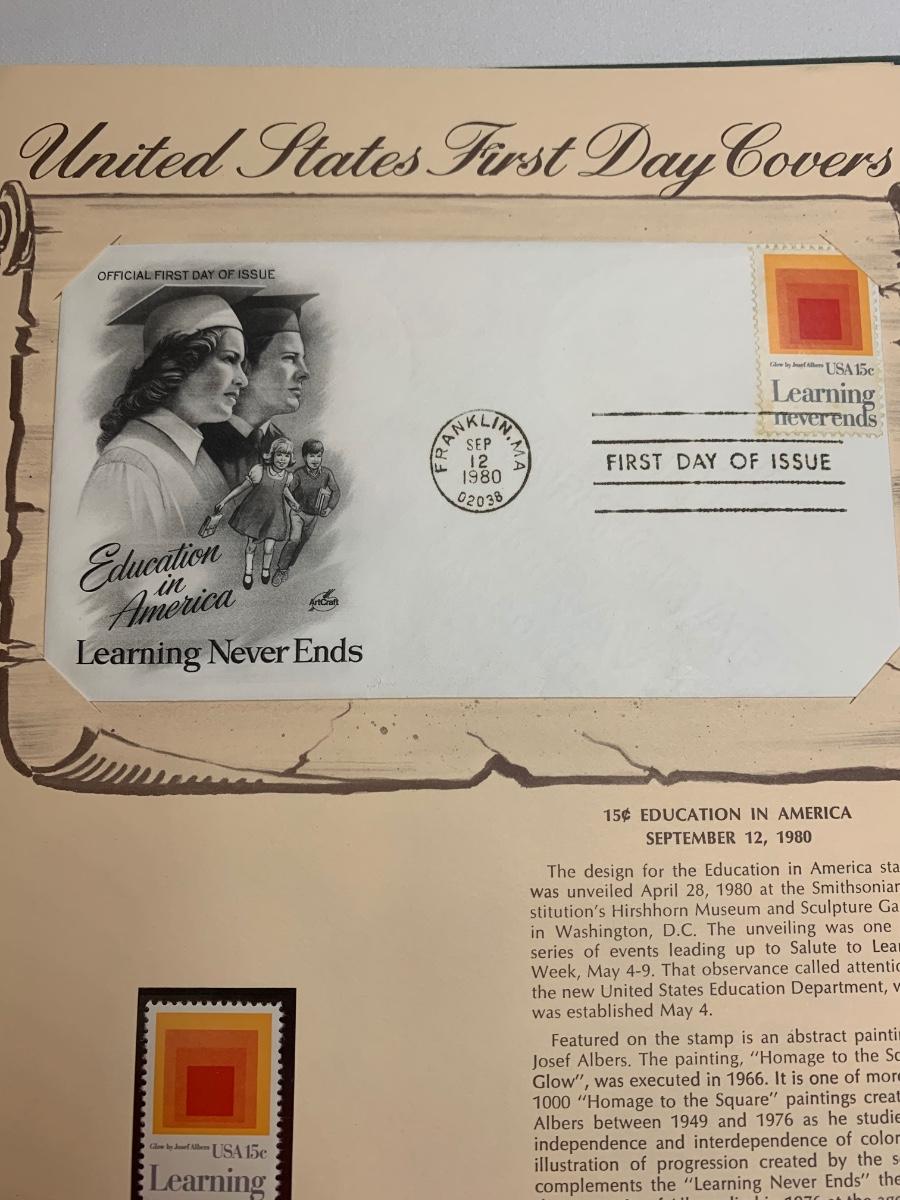 United States First Day Covers
OFFICIAL FIRST DAY OF ISSUE
Glow by Josef Albers USA 15c
Learning
never ends
FRANKLIN, MA
SEP
12
1980
02038
FIRST DAY OF ISSUE
Education
in
America
ArtCraft
Learning Never Ends
15¢ EDUCATION IN AMERICA
SEPTEMBER 12, 1980
The design for the Education in America sta
was unveiled April 28, 1980 at the Smithsonian
stitution's Hirshhorn Museum and Sculpture Ga
in Washington, D.C. The unveiling was one
series of events leading up to Salute to Lear
Week, May 4-9. That observance called attentio
the new United States Education Department, w
was established May 4.
Featured on the stamp is an abstract paintin
Josef Albers. The painting, "Homage to the Sq
Glow", was executed in 1966. It is one of more
1000 "Homage to the Square" paintings creat
Albers between 1949 and 1976 as he studie
independence and interdependence of color
illustration of progression created by the s
complements the "Learning Never Ends" the
Glow by Josef Albers USA 15c
Learning